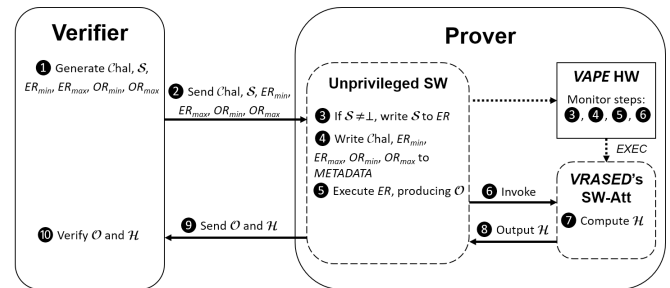 Verifier
1 Generate Chal, S,
ER_min, ER_max, OR_min, OR_max
2 Send Chal, S, ER_min,
ER_max, OR_min, OR_max
Prover
Unprivileged SW
3 If S ≠ ⊥, write S to ER
4 Write Chal, ER_min,
ER_max, OR_min, OR_max to
METADATA
5 Execute ER, producing O
VAPE HW
Monitor steps:
3, 4, 5, 6
EXEC
6 Invoke
VRASED's
SW-Att
7 Compute H
8 Output H
9 Send O and H
10 Verify O and H